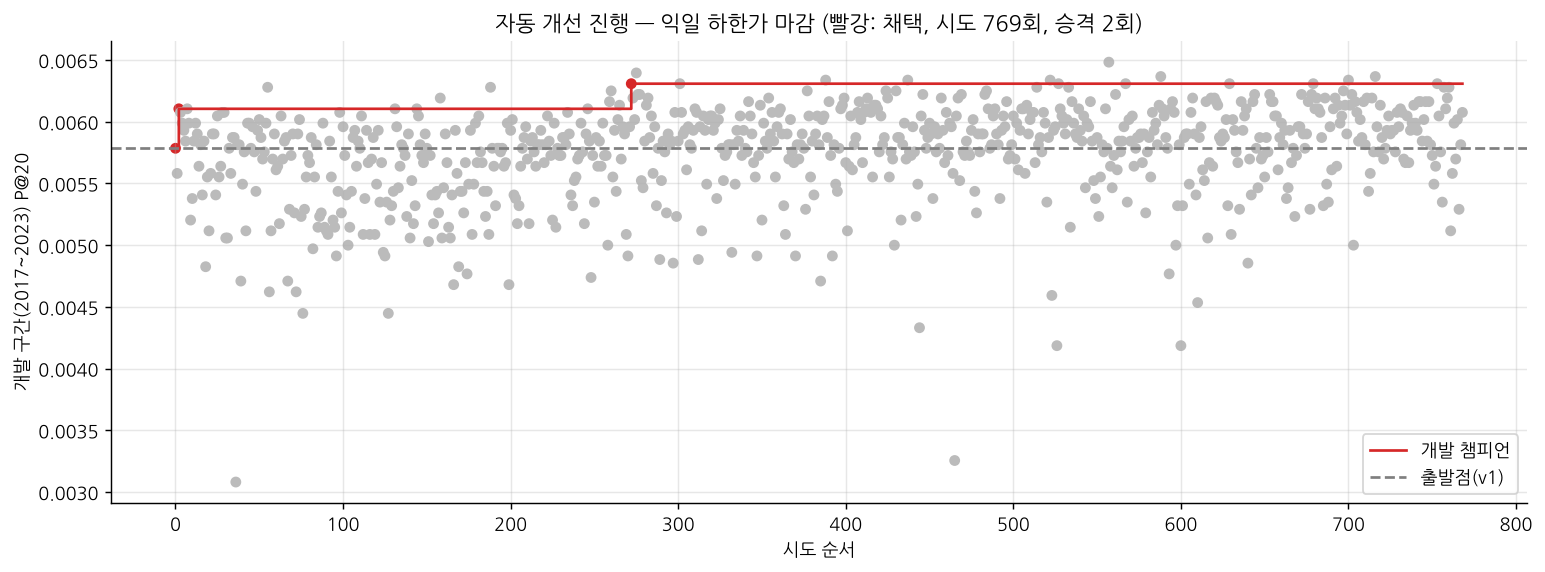 자동 개선 진행 — 익일 하한가 마감 (빨강: 채택, 시도 769회, 승격 2회)
개발 구간(2017~2023) P@20
0.0065
0.0060
0.0055
0.0050
0.0045
0.0040
0.0035
0.0030
개발 챔피언
출발점(v1)
0 100 200 300 400 500 600 700 800
시도 순서